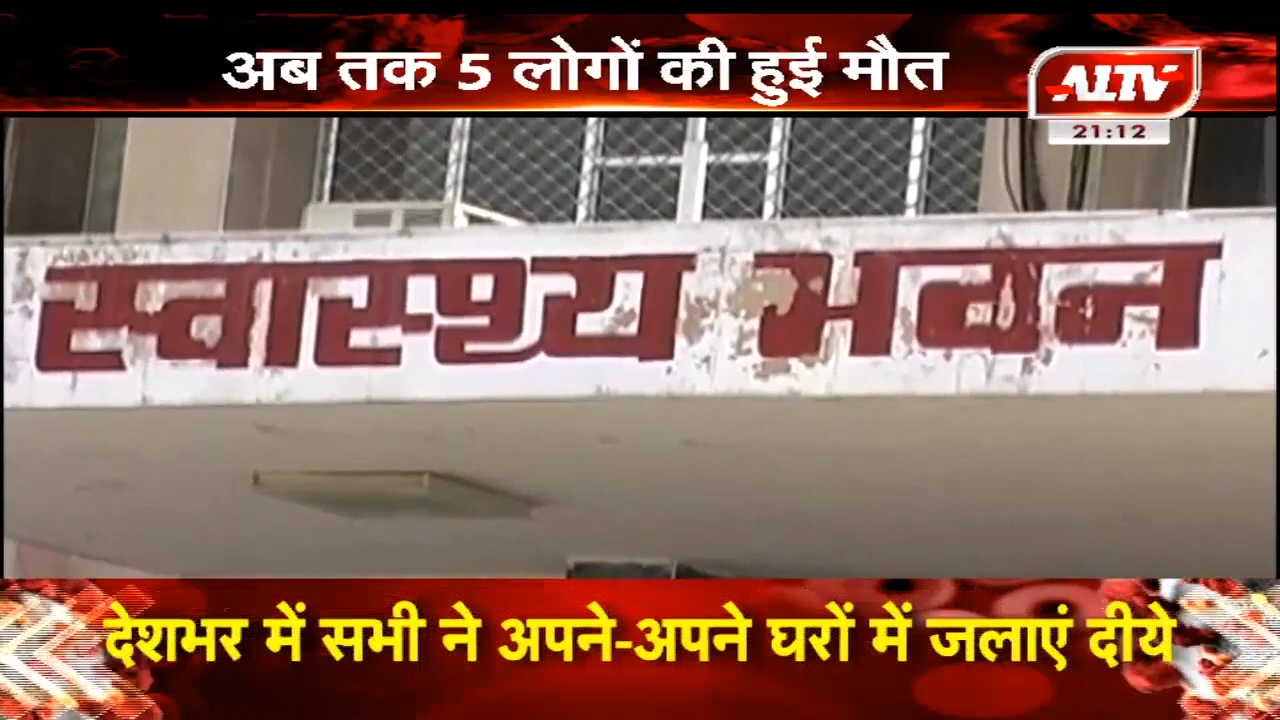 अब तक 5 लोगों की हुई मौत
ALTV
21:12
स्वास्थ्य भवन
देशभर में सभी ने अपने-अपने घरों में जलाएं दीये